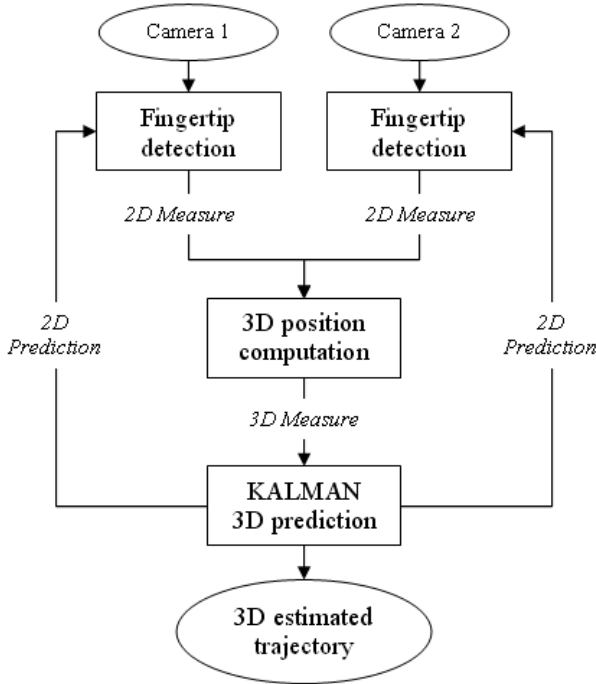 Camera 1
Camera 2
Fingertip
detection
Fingertip
detection
2D Measure
2D Measure
2D
Prediction
3D position
computation
2D
Prediction
3D Measure
KALMAN
3D prediction
3D estimated
trajectory